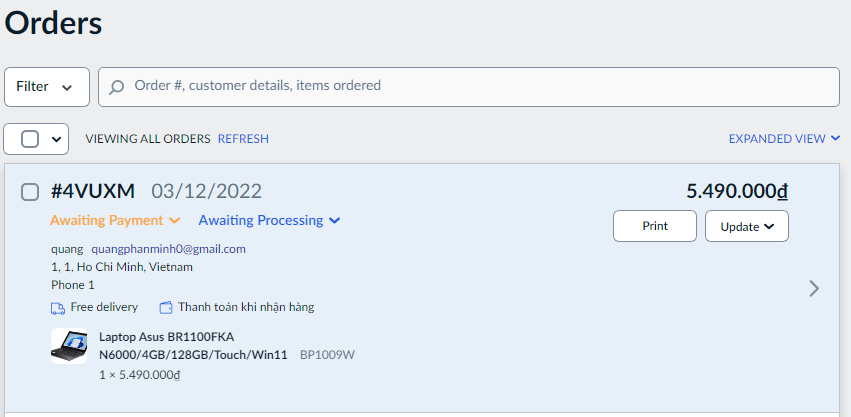 Orders
Filter
Order #, customer details, items ordered
VIEWING ALL ORDERS REFRESH
EXPANDED VIEW
#4VUXM 03/12/2022
5.490.000₫
Awaiting Payment Awaiting Processing
Print
Update
quang quangphanminh0@gmail.com
1, 1, Ho Chi Minh, Vietnam
Phone 1
Free delivery Thanh toán khi nhận hàng
Laptop Asus BR1100FKA
N6000/4GB/128GB/Touch/Win11 BP1009W
1 × 5.490.000₫